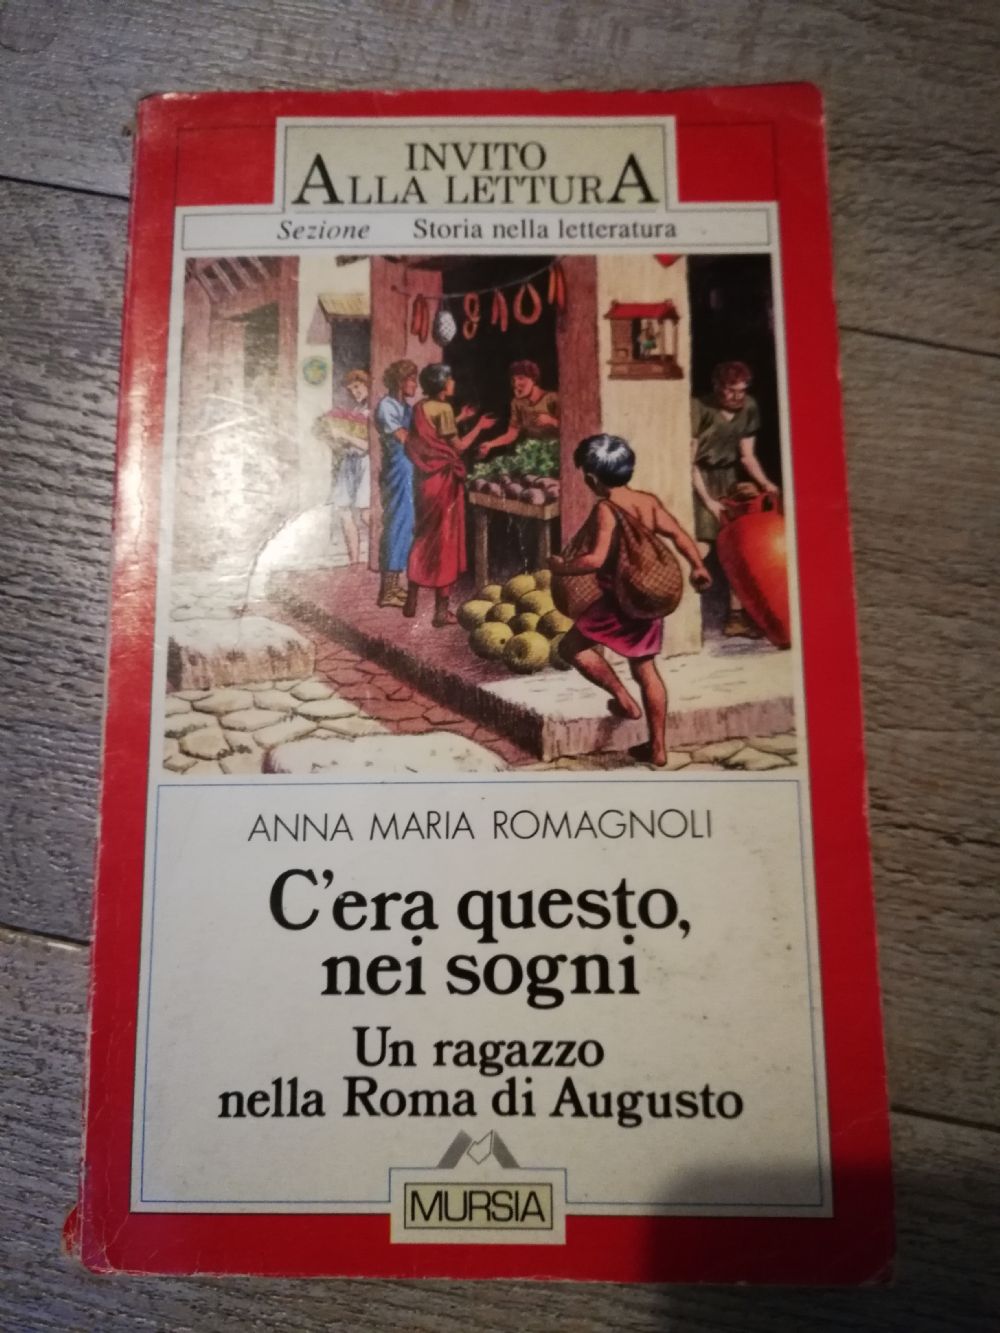 INVITO
ALLA LETTURA
Sezione Storia nella letteratura
ANNA MARIA ROMAGNOLI
C'era questo,
nei sogni
Un ragazzo
nella Roma di Augusto
MURSIA